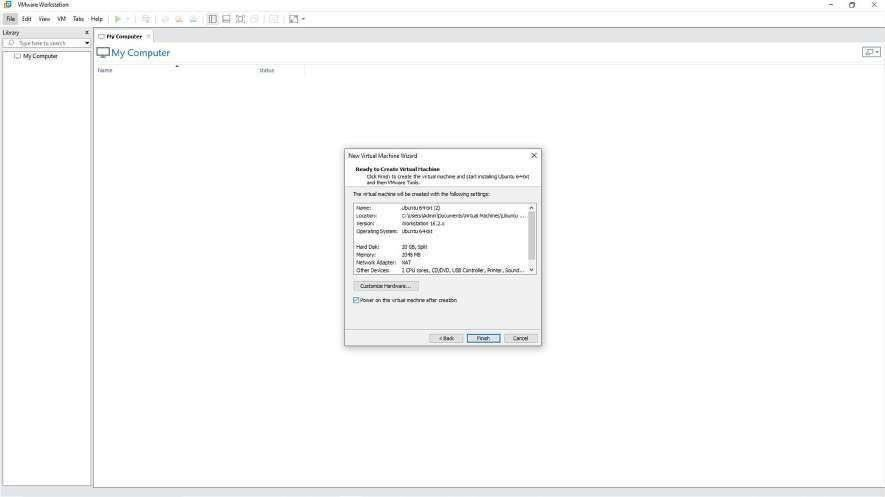 VMware Workstation
File Edit View VM Tabs Help
Library
Type here to search
My Computer
My Computer
My Computer
Name Status
New Virtual Machine Wizard
Ready to Create Virtual Machine
Click Finish to create the virtual machine and start installing Ubuntu 64-bit
and then VMware Tools.
The virtual machine will be created with the following settings:
Name: Ubuntu 64-bit (2)
Location: C:\Users\Admin\Documents\Virtual Machines\Ubuntu ...
Version: Workstation 16.2.x
Operating System: Ubuntu 64-bit
Hard Disk: 20 GB, Split
Memory: 2048 MB
Network Adapter: NAT
Other Devices: 2 CPU cores, CD/DVD, USB Controller, Printer, Sound...
Customize Hardware...
Power on this virtual machine after creation
< Back Finish Cancel